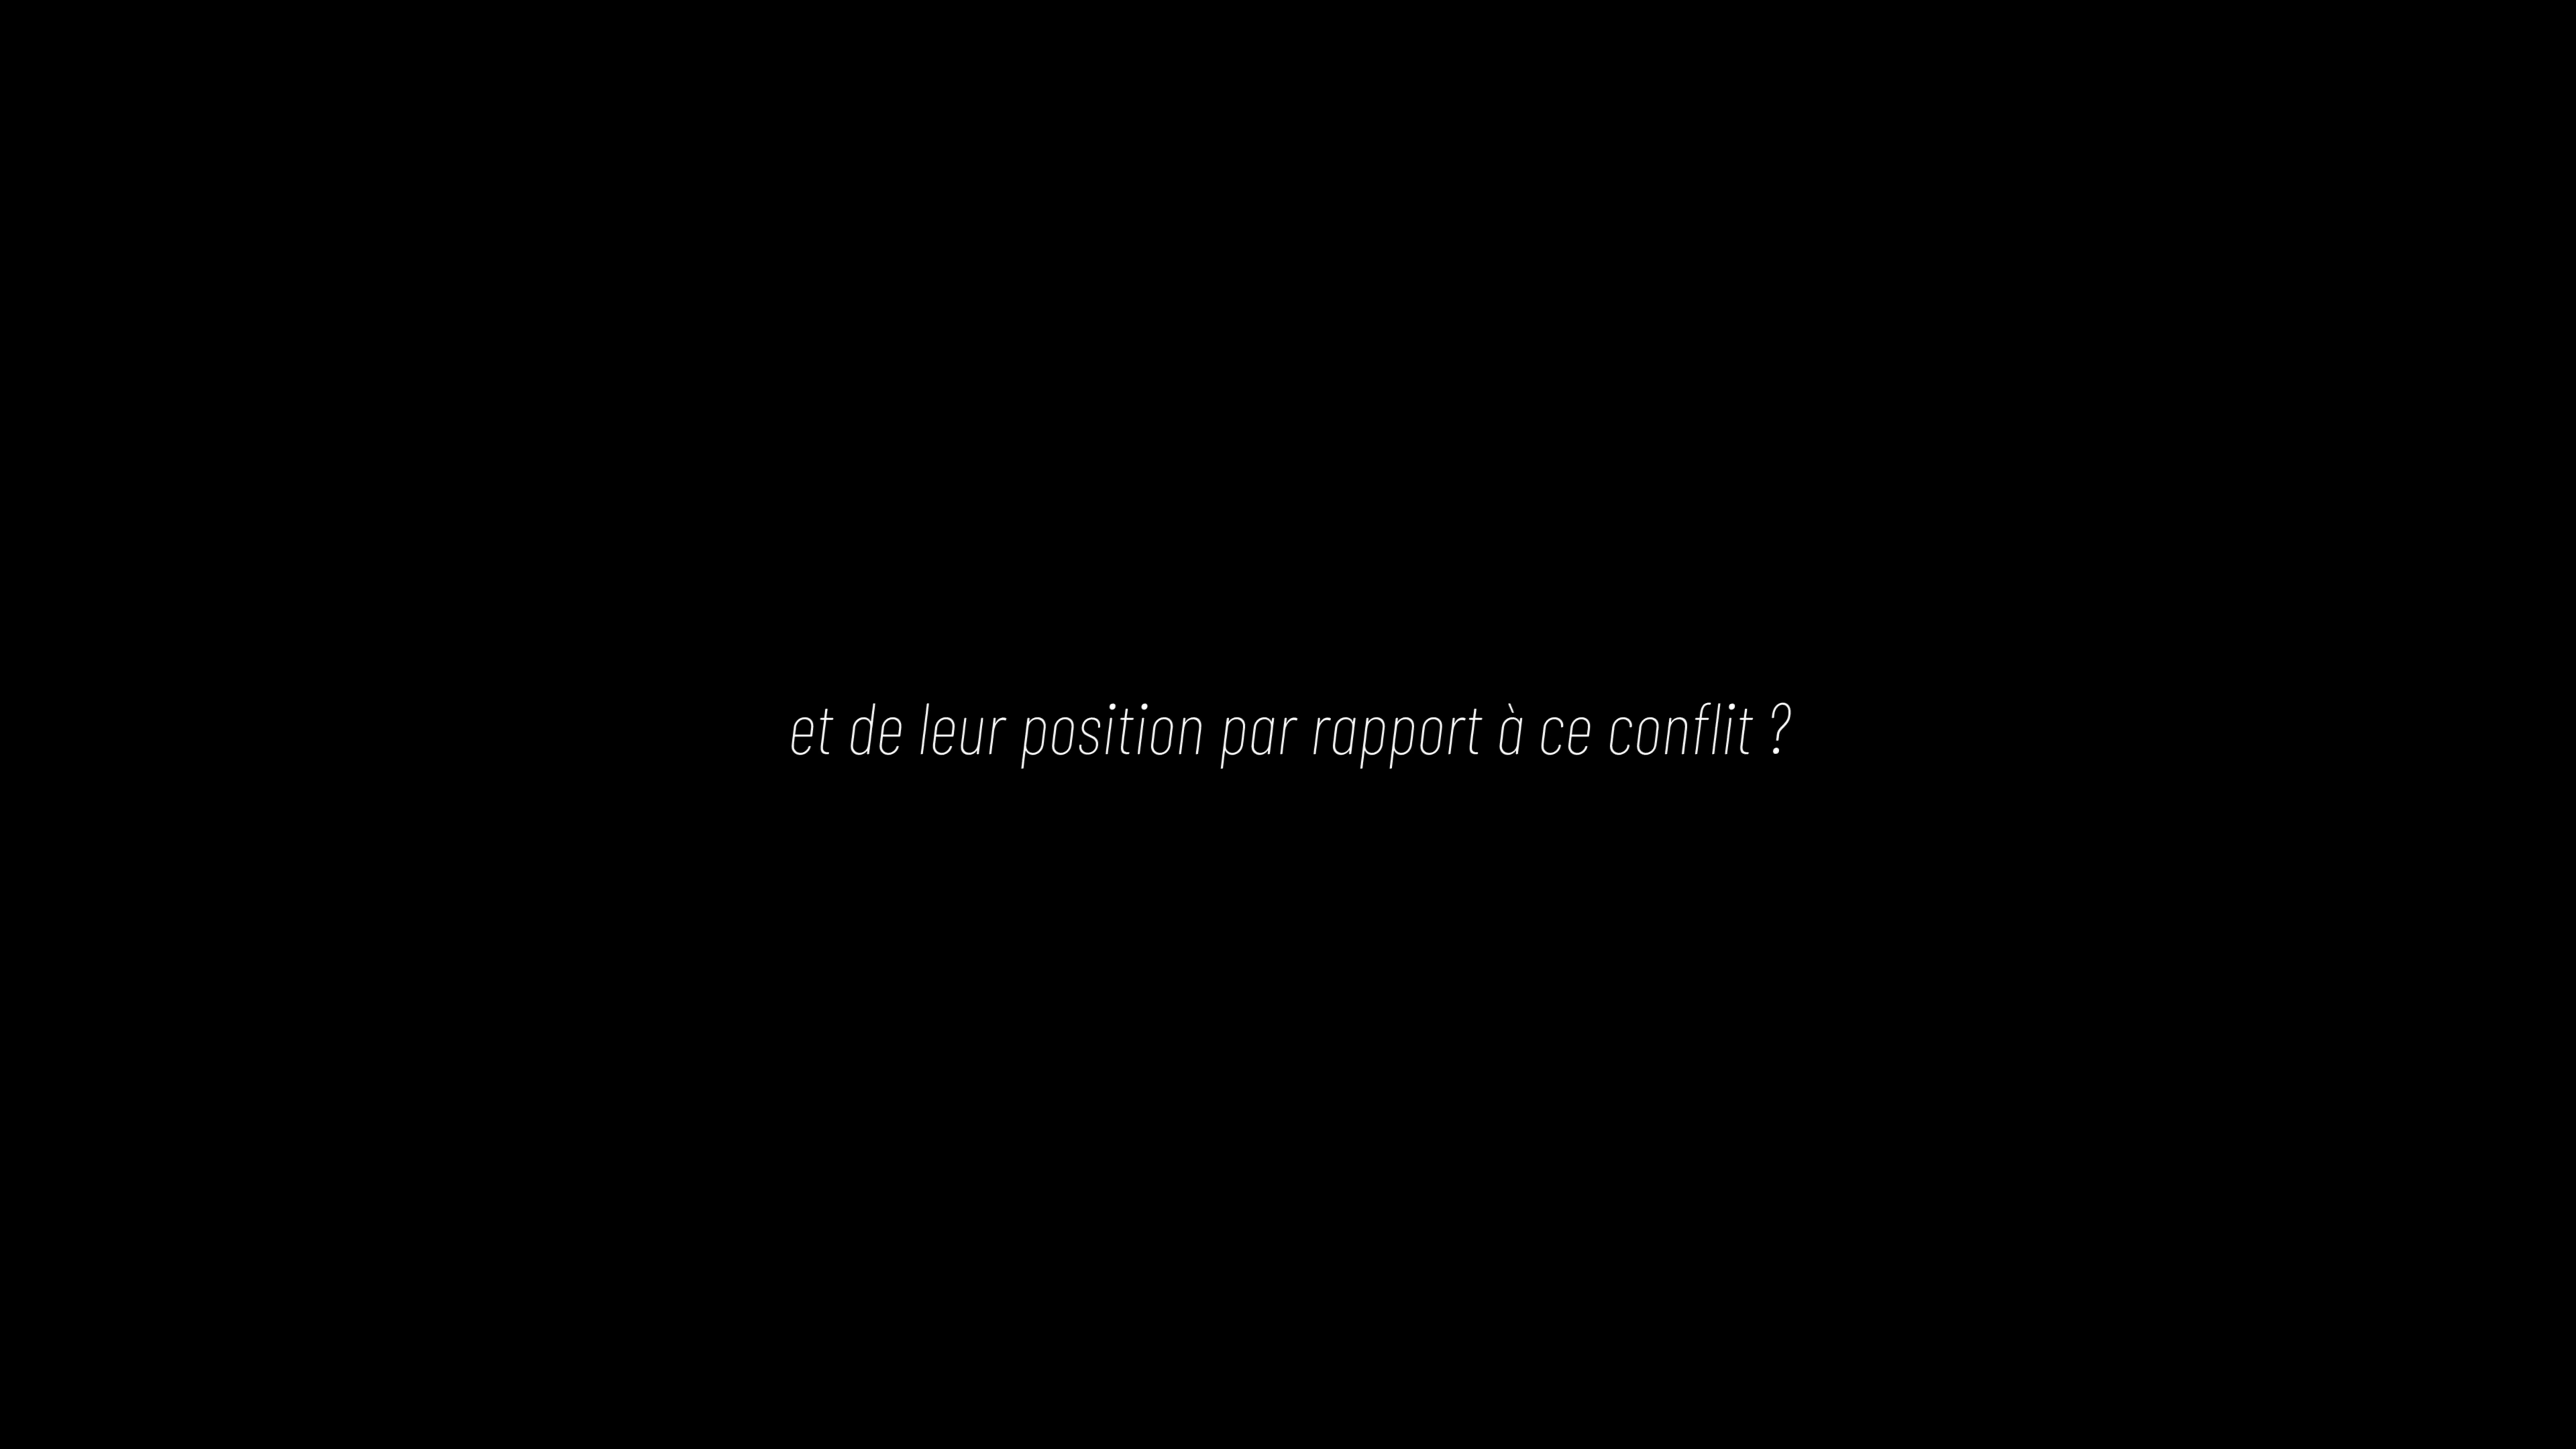 et de leur position par rapport à ce conflit ?